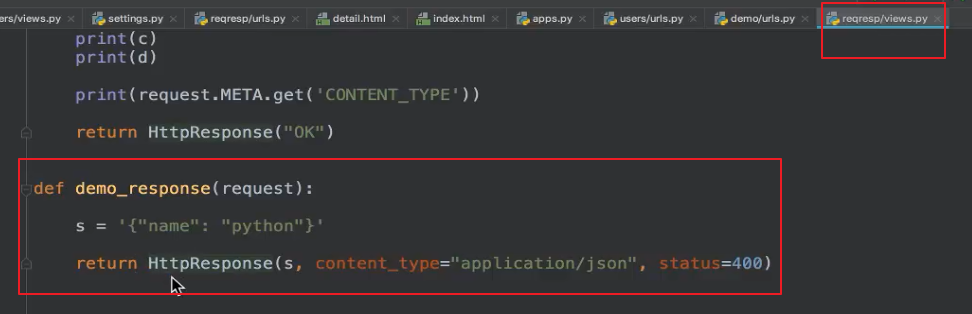 ers/views.py × settings.py × reqresp/urls.py × detail.html × index.html × apps.py × users/urls.py × demo/urls.py × reqresp/views.py ×
print(c)
print(d)
print(request.META.get('CONTENT_TYPE'))
return HttpResponse("OK")
def demo_response(request):
s = '{"name": "python"}'
return HttpResponse(s, content_type="application/json", status=400)